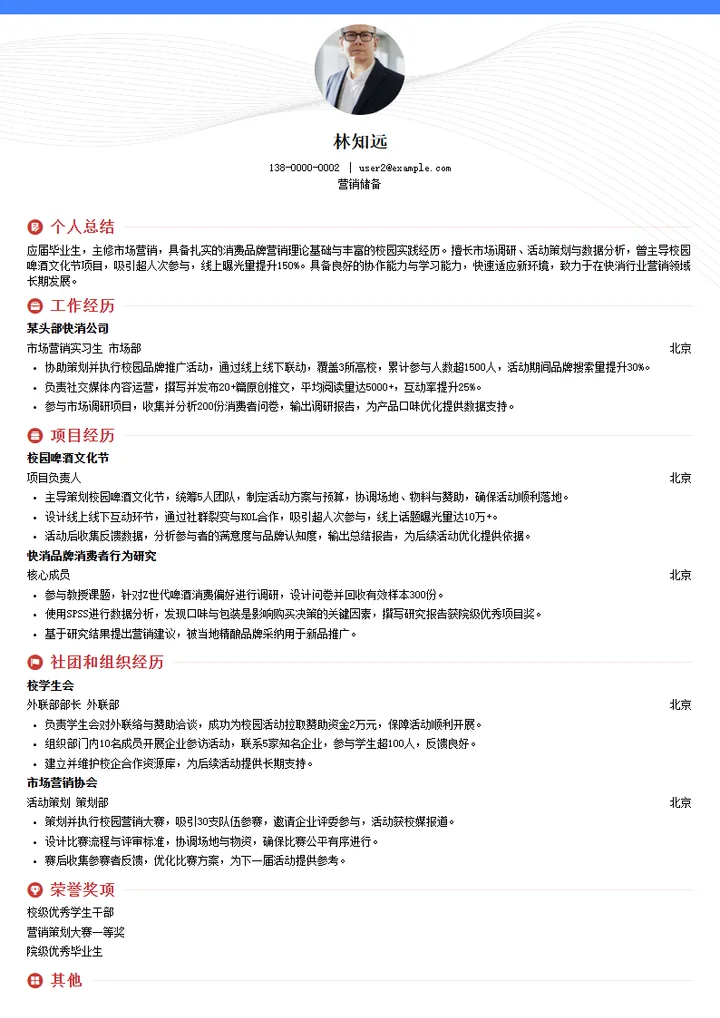 林知远
138-0000-0002 | user2@example.com
营销储备
个人总结
应届毕业生，主修市场营销，具备扎实的消费品牌营销理论基础与丰富的校园实践经历。擅长市场调研、活动策划与数据分析，曾主导校园
啤酒文化节项目，吸引超人次参与，线上曝光量提升150%。具备良好的协作能力与学习能力，快速适应新环境，致力于在快消行业营销领域
长期发展。
工作经历
某头部快消公司
市场营销实习生 市场部 北京
• 协助策划并执行校园品牌推广活动，通过线上线下联动，覆盖3所高校，累计参与人数超1500人，活动期间品牌搜索量提升30%。
• 负责社交媒体内容运营，撰写并发布20+篇原创推文，平均阅读量达5000+，互动率提升25%。
• 参与市场调研项目，收集并分析200份消费者问卷，输出调研报告，为产品口味优化提供数据支持。
项目经历
校园啤酒文化节
项目负责人 北京
• 主导策划校园啤酒文化节，统筹5人团队，制定活动方案与预算，协调场地、物料与赞助，确保活动顺利落地。
• 设计线上线下互动环节，通过社群裂变与KOL合作，吸引超人次参与，线上话题曝光量达10万+。
• 活动后收集反馈数据，分析参与者的满意度与品牌认知度，输出总结报告，为后续活动优化提供依据。
快消品牌消费者行为研究
核心成员 北京
• 参与教授课题，针对Z世代啤酒消费偏好进行调研，设计问卷并回收有效样本300份。
• 使用SPSS进行数据分析，发现口味与包装是影响购买决策的关键因素，撰写研究报告获院级优秀项目奖。
• 基于研究结果提出营销建议，被当地精酿品牌采纳用于新品推广。
社团和组织经历
校学生会
外联部部长 外联部 北京
• 负责学生会对外联络与赞助洽谈，成功为校园活动拉取赞助资金2万元，保障活动顺利开展。
• 组织部门内10名成员开展企业参访活动，联系5家知名企业，参与学生超100人，反馈良好。
• 建立并维护校企合作资源库，为后续活动提供长期支持。
市场营销协会
活动策划 策划部 北京
• 策划并执行校园营销大赛，吸引30支队伍参赛，邀请企业评委参与，活动获校媒报道。
• 设计比赛流程与评审标准，协调场地与物资，确保比赛公平有序进行。
• 赛后收集参赛者反馈，优化比赛方案，为下一届活动提供参考。
荣誉奖项
校级优秀学生干部
营销策划大赛一等奖
院级优秀毕业生
其他